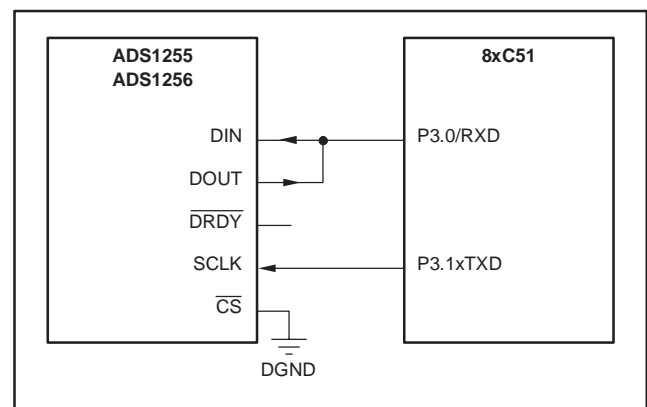 ADS1255
ADS1256
8xC51
DIN
P3.0/RXD
DOUT
DRDY
SCLK
P3.1xTXD
CS
DGND